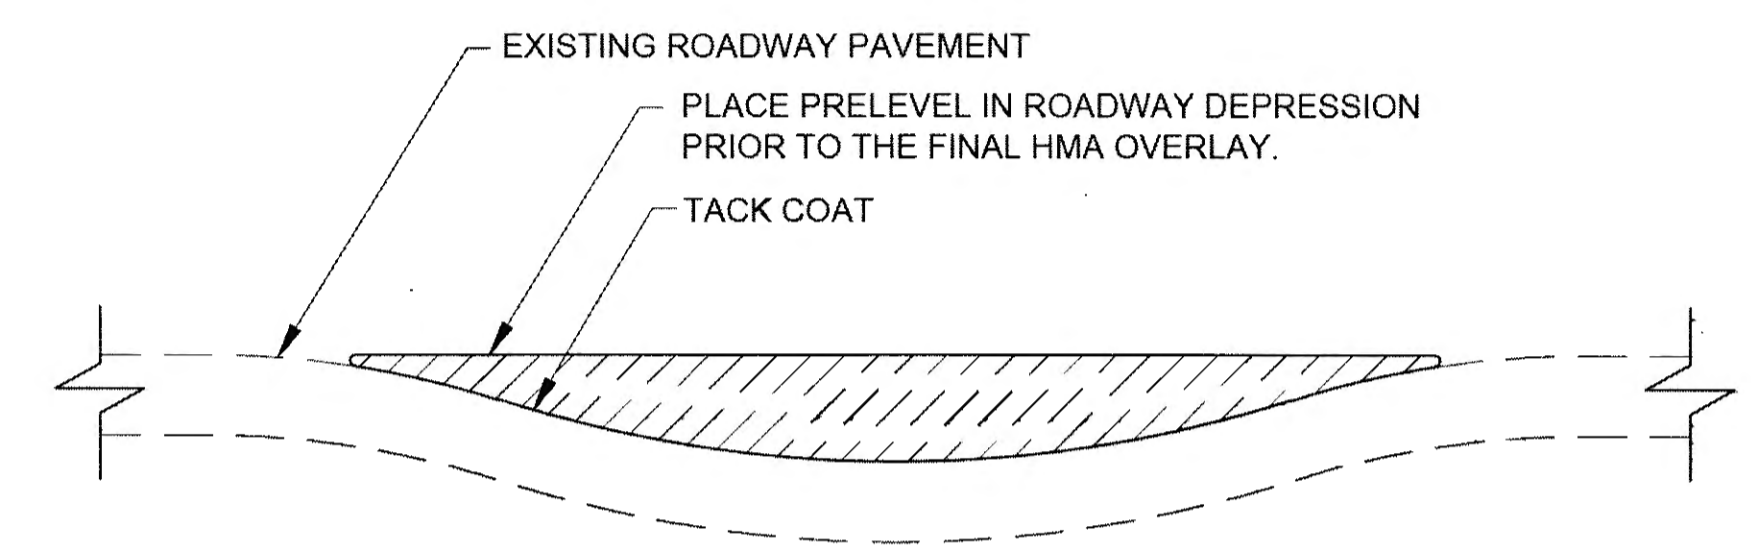 EXISTING ROADWAY PAVEMENT
PLACE PRELEVEL IN ROADWAY DEPRESSION
PRIOR TO THE FINAL HMA OVERLAY.
TACK COAT